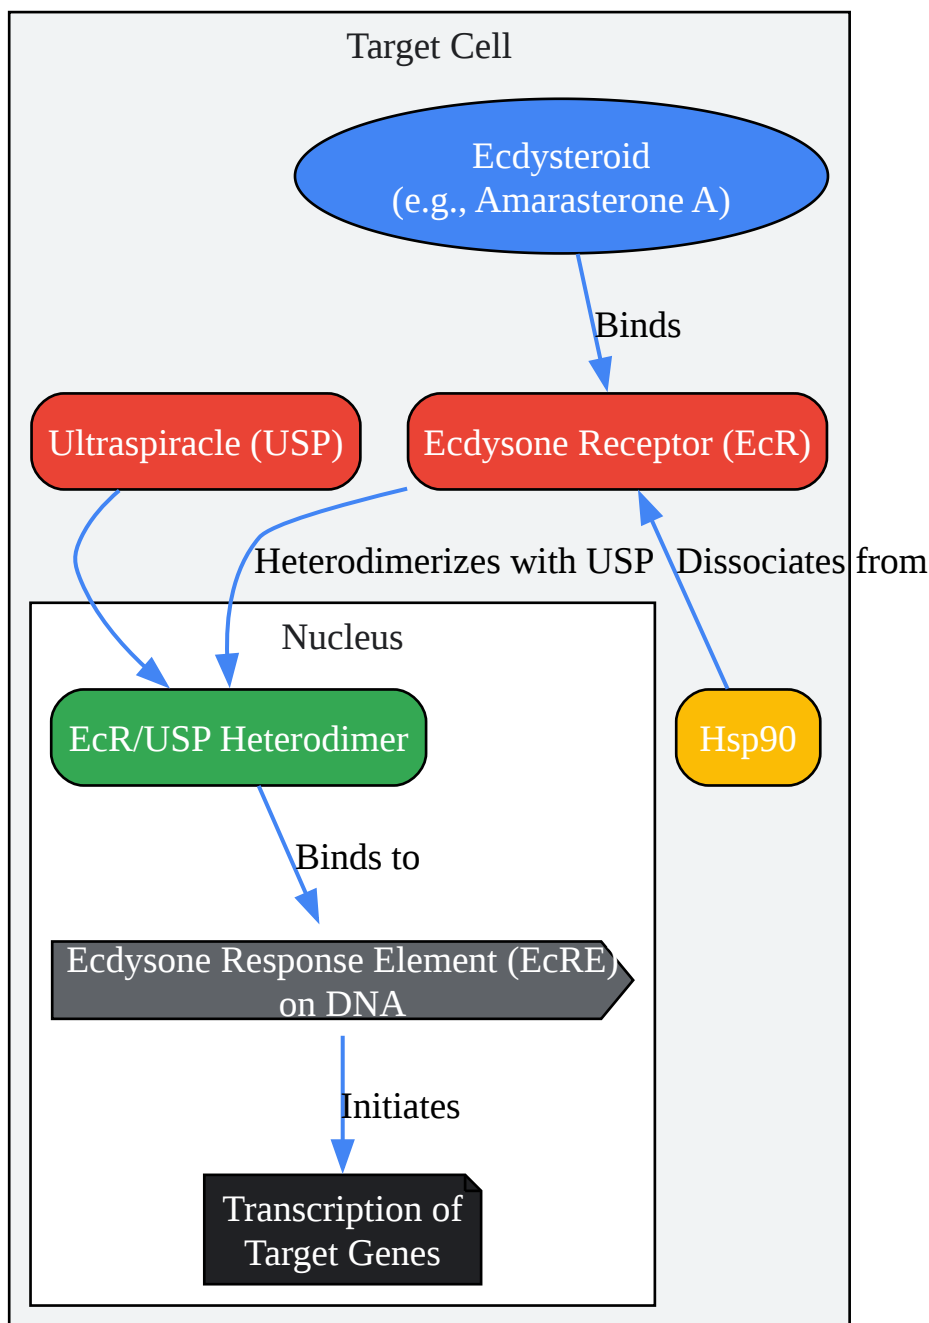 Target Cell
Ecdysteroid
(e.g., Amarasterone A)
Binds
Ultraspiracle (USP)
Ecdysone Receptor (EcR)
Heterodimerizes with USP
Dissociates from
Nucleus
EcR/USP Heterodimer
Hsp90
Binds to
Ecdysone Response Element (EcRE)
on DNA
Initiates
Transcription of
Target Genes